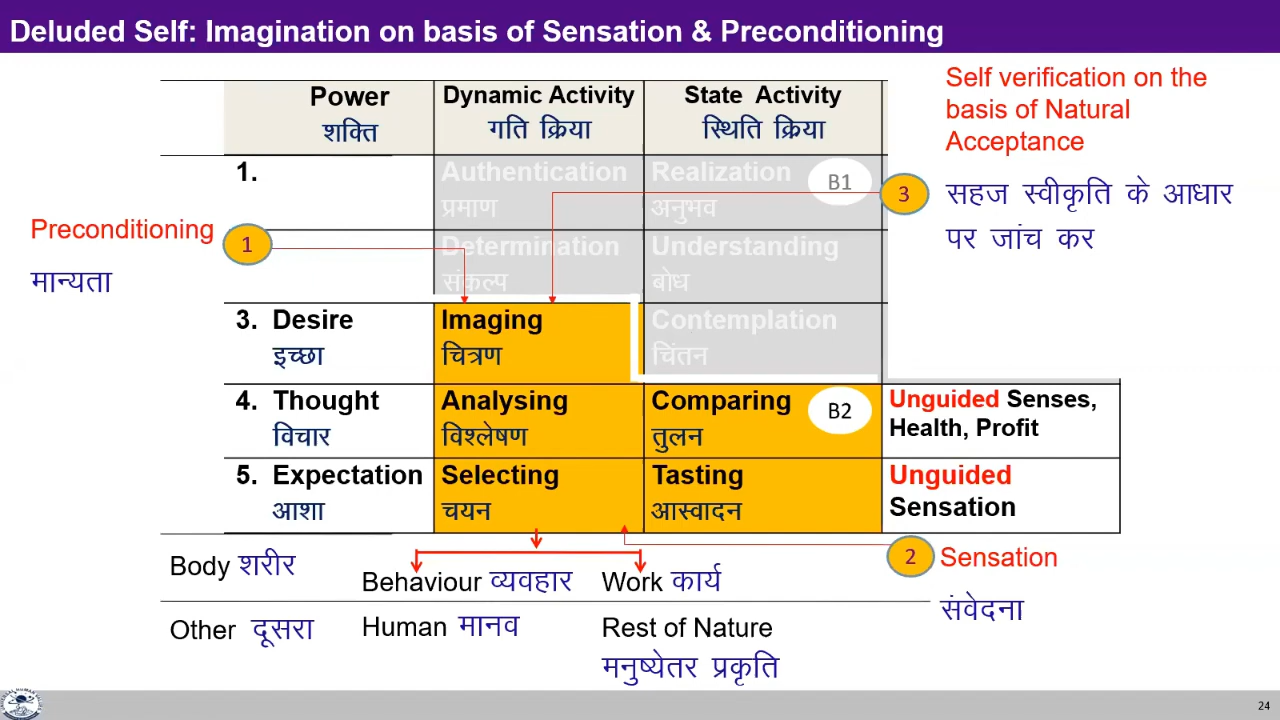 Deluded Self: Imagination on basis of Sensation & Preconditioning
Power
शक्ति
Dynamic Activity
गति क्रिया
State Activity
स्थिति क्रिया
Self verification on the
basis of Natural
Acceptance
सहज स्वीकृति के आधार
पर जांच कर
3
Preconditioning
मान्यता
1
1.
Authentication
प्रमाण
Realization
अनुभव
B1
Determination
संकल्प
Understanding
बोध
3. Desire
इच्छा
Imaging
चित्रण
Contemplation
चिंतन
4. Thought
विचार
Analysing
विश्लेषण
Comparing
तुलन
B2
Unguided Senses,
Health, Profit
5. Expectation
आशा
Selecting
चयन
Tasting
आस्वादन
Unguided
Sensation
2
Sensation
संवेदना
Body शरीर
Behaviour व्यवहार
Work कार्य
Other दूसरा
Human मानव
Rest of Nature
मनुष्येतर प्रकृति
24